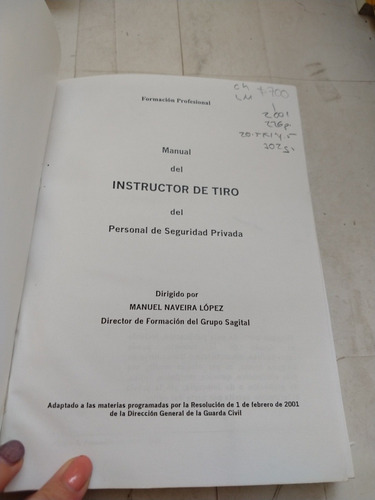 Formación Profesional
Manual
del
INSTRUCTOR DE TIRO
del
Personal de Seguridad Privada
Dirigido por
MANUEL NAVEIRA LÓPEZ
Director de Formación del Grupo Sagital
Adaptado a las materias programadas por la Resolución de 1 de febrero de 2001
de la Dirección General de la Guarda Civil